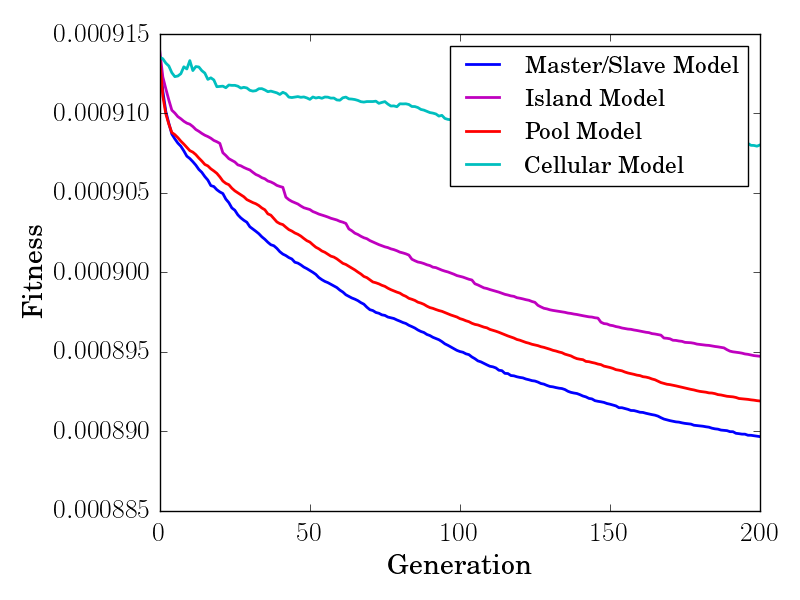 0.000915
0.000910
0.000905
0.000900
0.000895
0.000890
0.000885
Fitness
Master/Slave Model
Island Model
Pool Model
Cellular Model
0
50
100
150
200
Generation